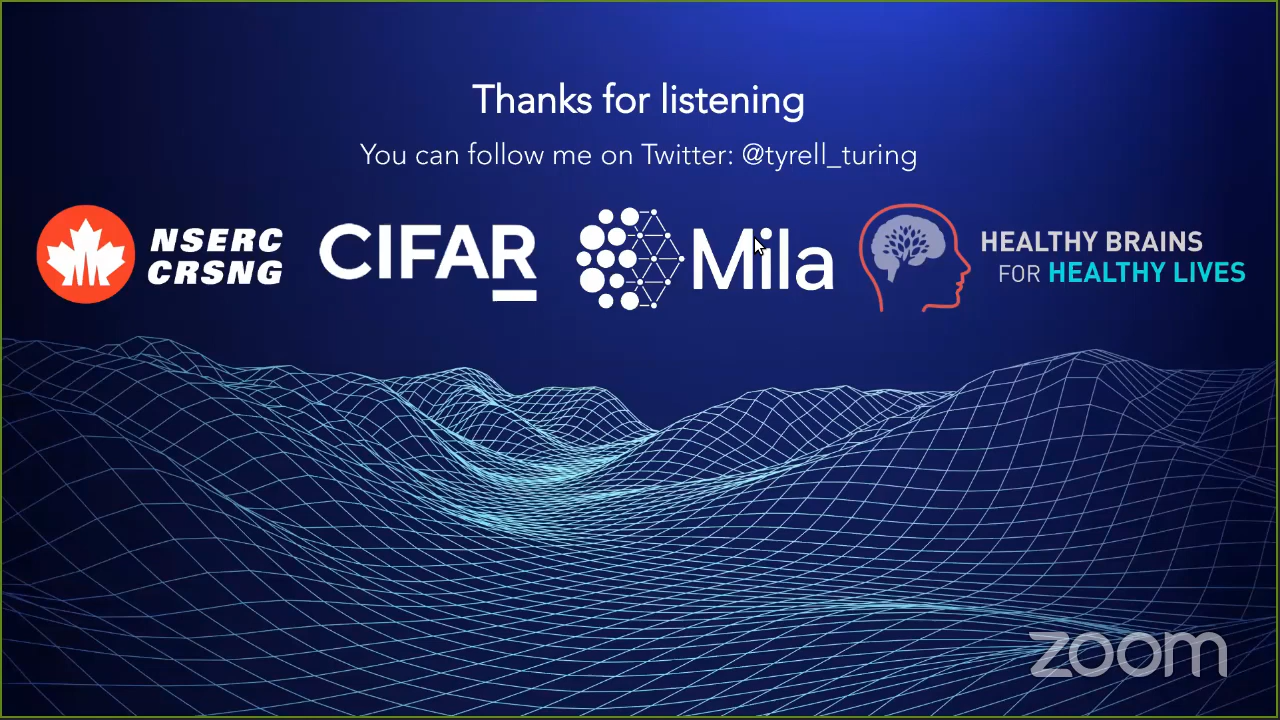 Thanks for listening
You can follow me on Twitter: @tyrell_turing
NSERC
CRSNG
CIFAR
Mila
HEALTHY BRAINS
FOR HEALTHY LIVES
zoom